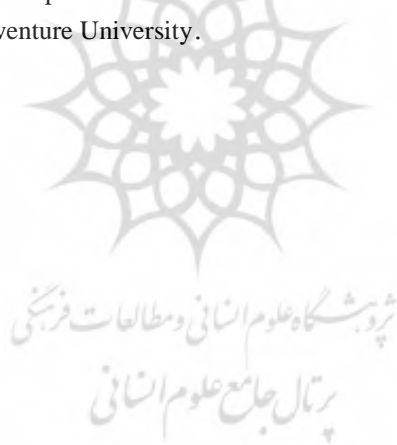 venture University.
پژوهشگاه علوم انسانی و مطالعات فرهنگی
پرتال جامع علوم انسانی